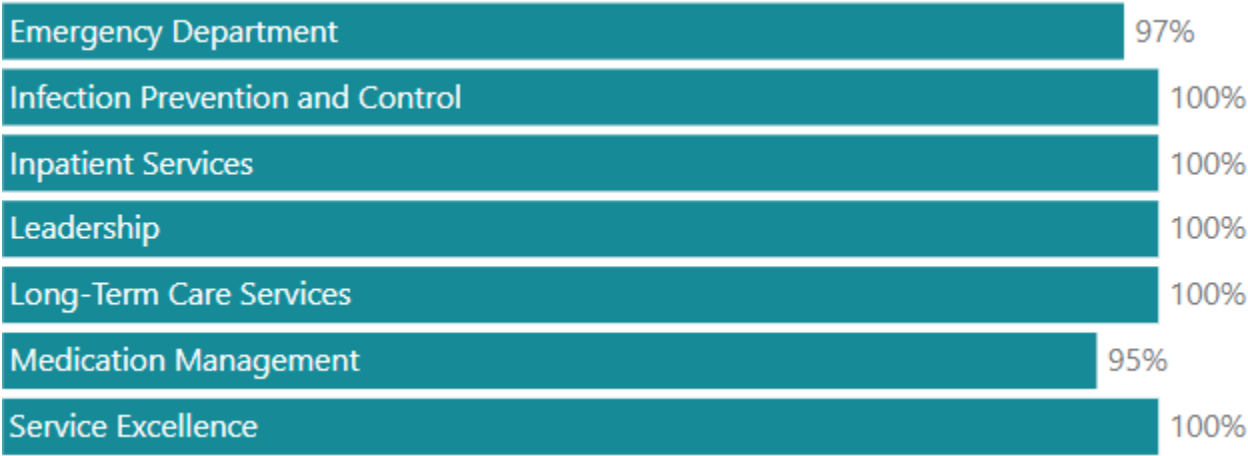 Emergency Department 97%
Infection Prevention and Control 100%
Inpatient Services 100%
Leadership 100%
Long-Term Care Services 100%
Medication Management 95%
Service Excellence 100%